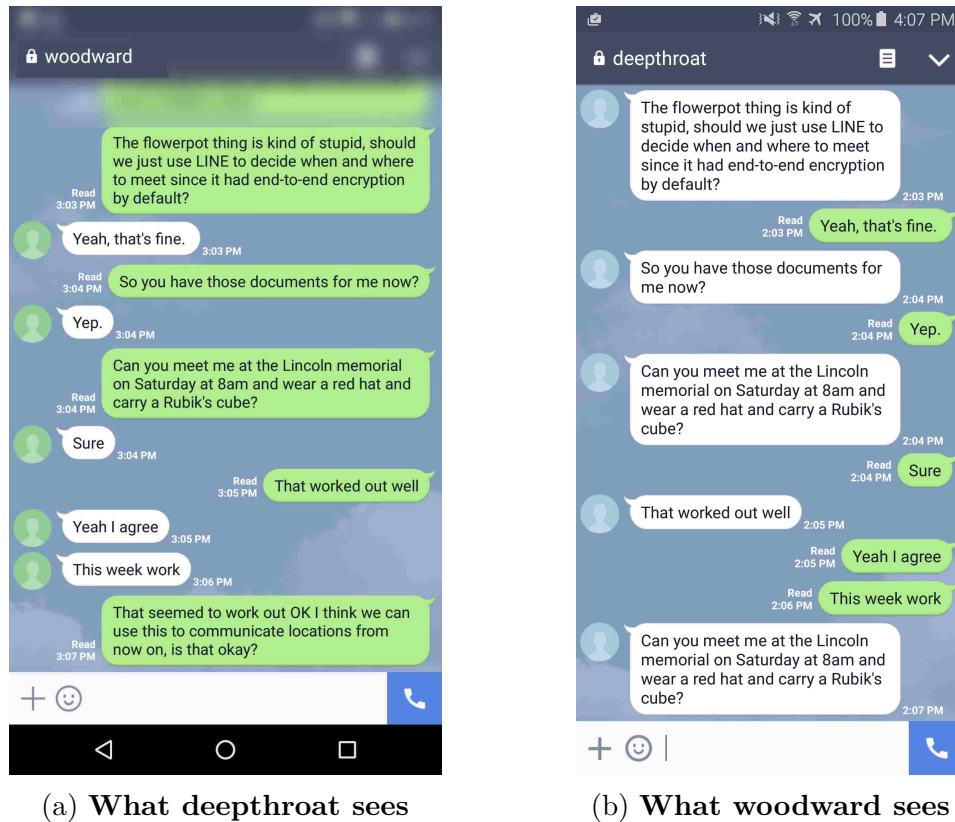 woodward
The flowerpot thing is kind of stupid, should
we just use LINE to decide when and where
to meet since it had end-to-end encryption
by default?
Read
3:03 PM
Yeah, that's fine.
3:03 PM
So you have those documents for me now?
Read
3:04 PM
Yep.
3:04 PM
Can you meet me at the Lincoln memorial
on Saturday at 8am and wear a red hat and
carry a Rubik's cube?
Read
3:04 PM
Sure
3:04 PM
That worked out well
Read
3:05 PM
Yeah I agree
3:05 PM
This week work
3:06 PM
That seemed to work out OK I think we can
use this to communicate locations from
now on, is that okay?
Read
3:07 PM
(a) What deepthroat sees
100% 4:07 PM
deepthroat
The flowerpot thing is kind of
stupid, should we just use LINE to
decide when and where to meet
since it had end-to-end encryption
by default?
2:03 PM
Read
2:03 PM
Yeah, that's fine.
So you have those documents for
me now?
2:04 PM
Read
2:04 PM
Yep.
Can you meet me at the Lincoln
memorial on Saturday at 8am and
wear a red hat and carry a Rubik's
cube?
2:04 PM
Read
2:04 PM
Sure
That worked out well
2:05 PM
Read
2:05 PM
Yeah I agree
Read
2:06 PM
This week work
Can you meet me at the Lincoln
memorial on Saturday at 8am and
wear a red hat and carry a Rubik's
cube?
2:07 PM
(b) What woodward sees